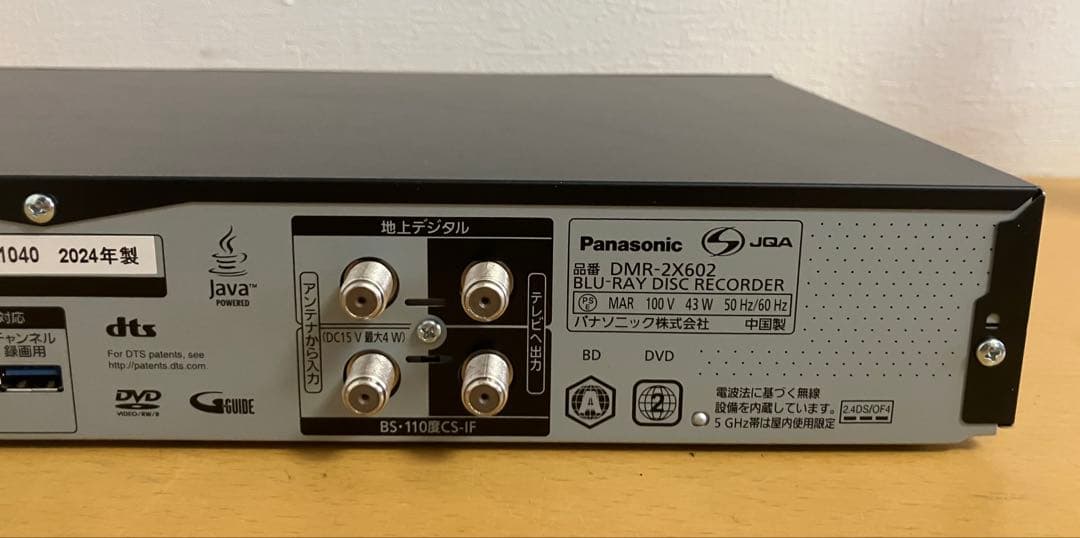 1040 2024年製
対応
チャンネル
録画用
Java™
POWERED
dts
For DTS patents, see
http://patents.dts.com.
DVD
VIDEO/RW/R
G-GUIDE
地上デジタル
アンテナから入力
(DC15 V 最大4 W)
テレビへ出力
BS・110度CS-IF
Panasonic JQA
品番 DMR-2X602
BLU-RAY DISC RECORDER
PS E MAR 100 V 43 W 50 Hz/60 Hz
パナソニック株式会社 中国製
BD DVD
A 2
電波法に基づく無線
設備を内蔵しています。
5 GHz帯は屋内使用限定
2.4DS/OF4